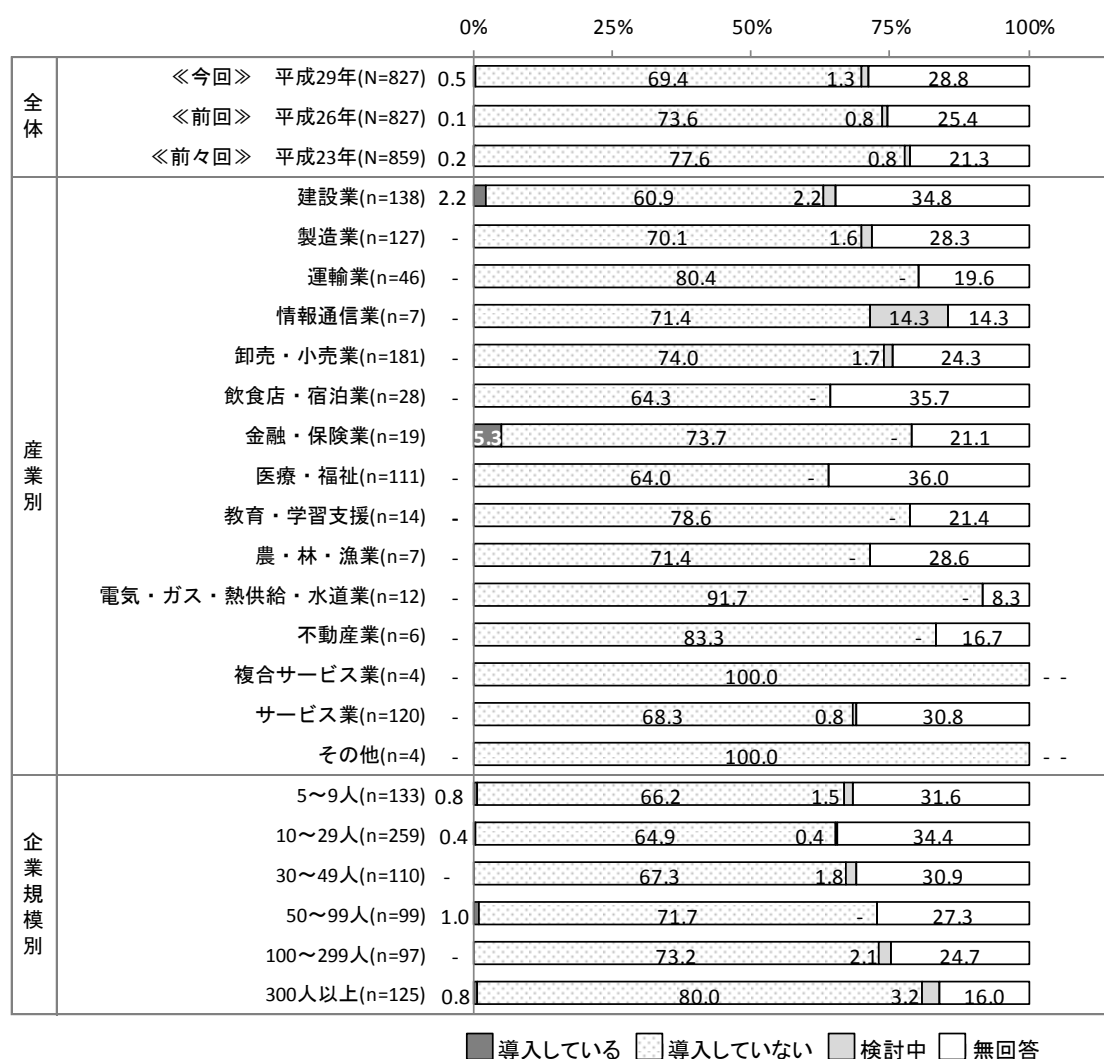 0% 25% 50% 75% 100%
全体
≪今回≫ 平成29年(N=827) 0.5 69.4 1.3 28.8
≪前回≫ 平成26年(N=827) 0.1 73.6 0.8 25.4
≪前々回≫ 平成23年(N=859) 0.2 77.6 0.8 21.3
産業別
建設業(n=138) 2.2 60.9 2.2 34.8
製造業(n=127) - 70.1 1.6 28.3
運輸業(n=46) - 80.4 - 19.6
情報通信業(n=7) - 71.4 14.3 14.3
卸売・小売業(n=181) - 74.0 1.7 24.3
飲食店・宿泊業(n=28) - 64.3 - 35.7
金融・保険業(n=19) 5.3 73.7 - 21.1
医療・福祉(n=111) - 64.0 - 36.0
教育・学習支援(n=14) - 78.6 - 21.4
農・林・漁業(n=7) - 71.4 - 28.6
電気・ガス・熱供給・水道業(n=12) - 91.7 - 8.3
不動産業(n=6) - 83.3 - 16.7
複合サービス業(n=4) - 100.0 - -
サービス業(n=120) - 68.3 0.8 30.8
その他(n=4) - 100.0 - -
企業規模別
5～9人(n=133) 0.8 66.2 1.5 31.6
10～29人(n=259) 0.4 64.9 0.4 34.4
30～49人(n=110) - 67.3 1.8 30.9
50～99人(n=99) 1.0 71.7 - 27.3
100～299人(n=97) - 73.2 2.1 24.7
300人以上(n=125) 0.8 80.0 3.2 16.0
導入している 導入していない 検討中 無回答